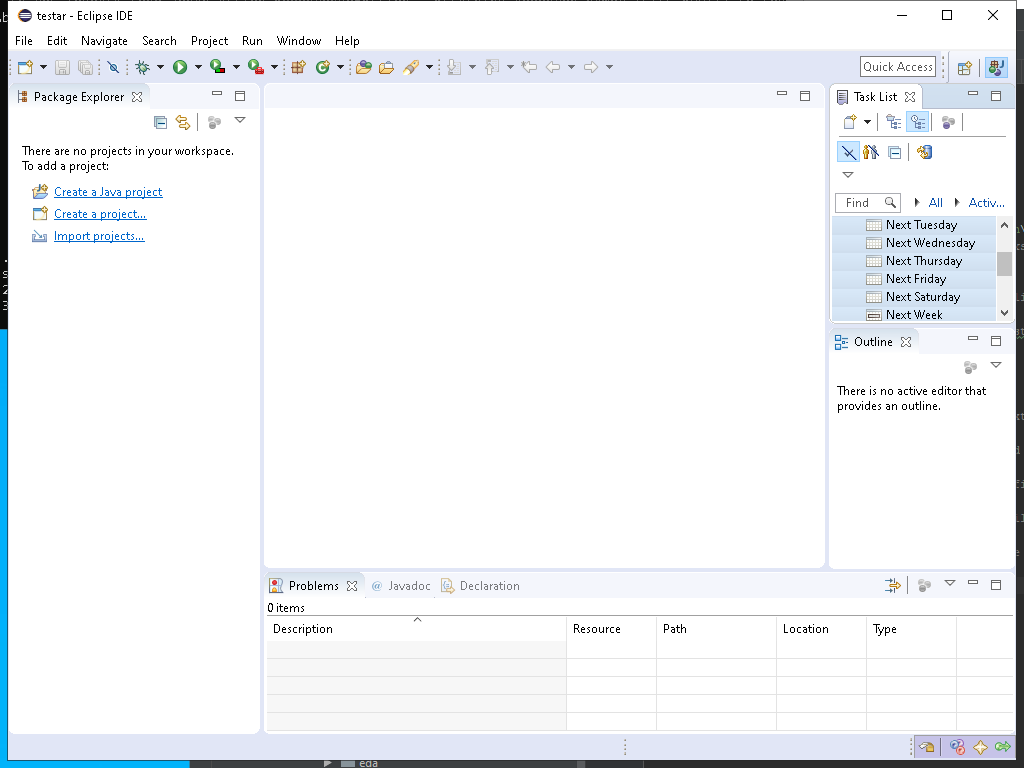 testar - Eclipse IDE
File Edit Navigate Search Project Run Window Help
Quick Access
Package Explorer
There are no projects in your workspace.
To add a project:
Create a Java project
Create a project...
Import projects...
Task List
Find All Activ...
Next Tuesday
Next Wednesday
Next Thursday
Next Friday
Next Saturday
Next Week
Outline
There is no active editor that
provides an outline.
Problems @ Javadoc Declaration
0 items
Description Resource Path Location Type
eda